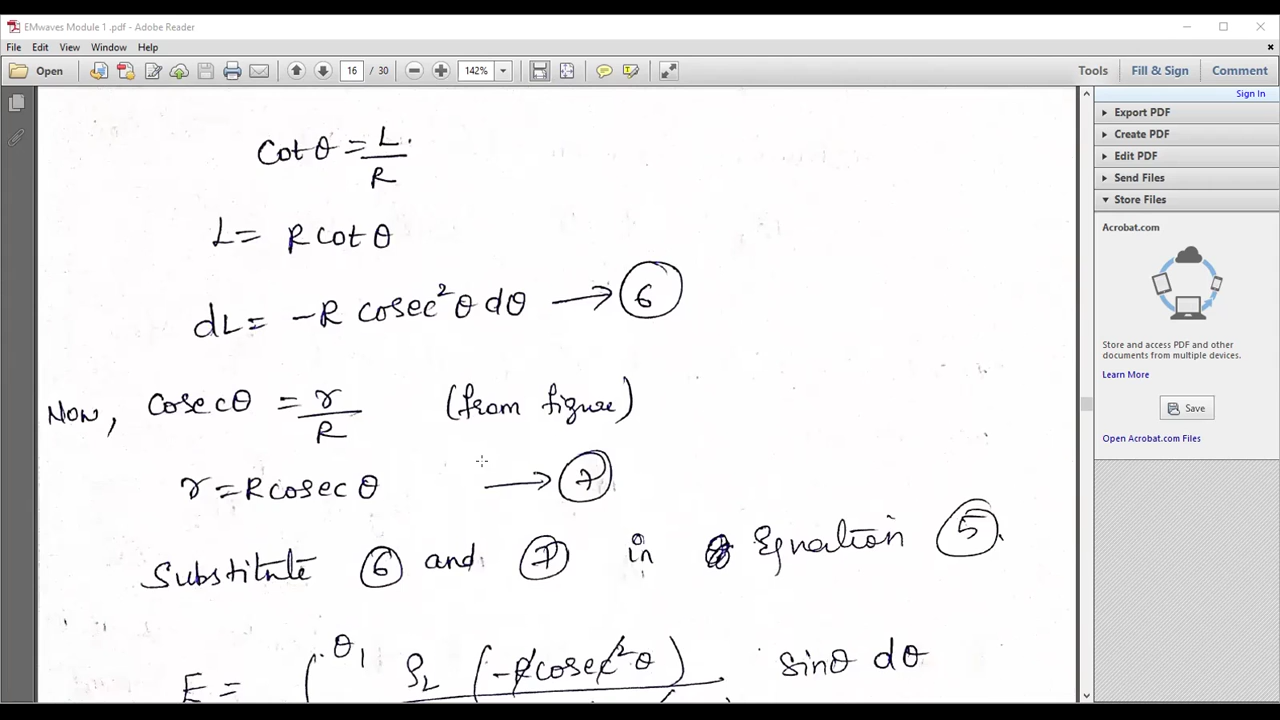 EMwaves Module 1 .pdf - Adobe Reader
File Edit View Window Help
Open 16 / 30 142% Tools Fill & Sign Comment
Sign In
Export PDF
Create PDF
Edit PDF
Send Files
Store Files
Acrobat.com
Store and access PDF and other
documents from multiple devices.
Learn More
Save
Open Acrobat.com Files
Cot θ = L/R
L = R cot θ
dL = -R cosec²θ dθ → 6
Now, cosec θ = r/R (from figure)
r = R cosec θ → 7
Substitute 6 and 7 in Equation 5.
E = ∫ θ1 ρL (-R cosec²θ) sinθ dθ